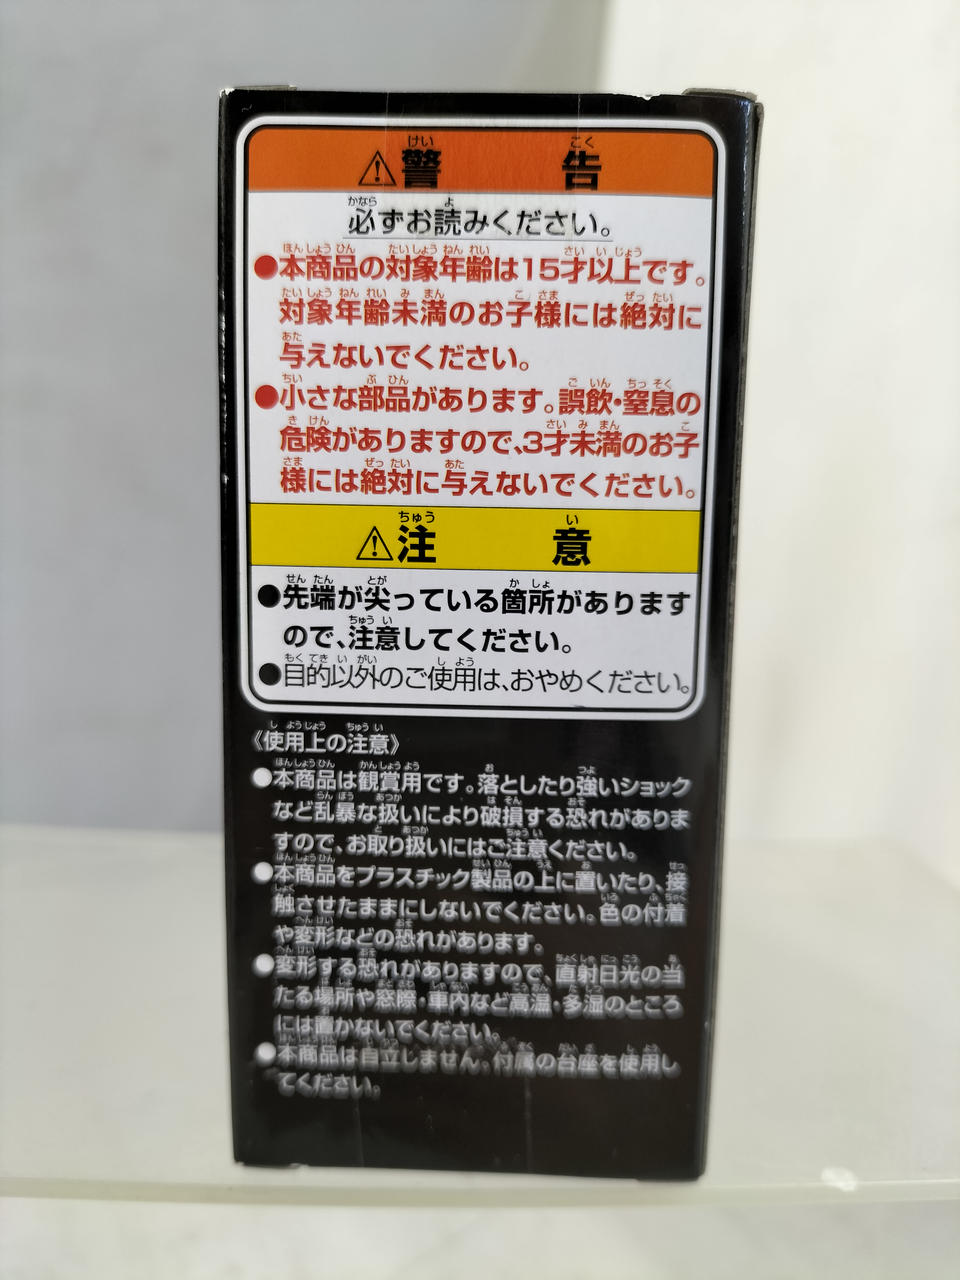 ⚠警告
必ずお読みください。
●本商品の対象年齢は15才以上です。
対象年齢未満のお子様には絶対に
与えないでください。
●小さな部品があります。誤飲・窒息の
危険がありますので、3才未満のお子
様には絶対に与えないでください。
⚠注意
●先端が尖っている箇所があります
ので、注意してください。
●目的以外のご使用は、おやめください。
《使用上の注意》
●本商品は観賞用です。落としたり強いショック
など乱暴な扱いにより破損する恐れがありま
すので、お取り扱いにはご注意ください。
●本商品をプラスチック製品の上に置いたり、接
触させたままにしないでください。色の付着
や変形などの恐れがあります。
●変形する恐れがありますので、直射日光の当
たる場所や窓際・車内など高温・多湿のところ
には置かないでください。
●本商品は自立しません。付属の台座を使用し
てください。